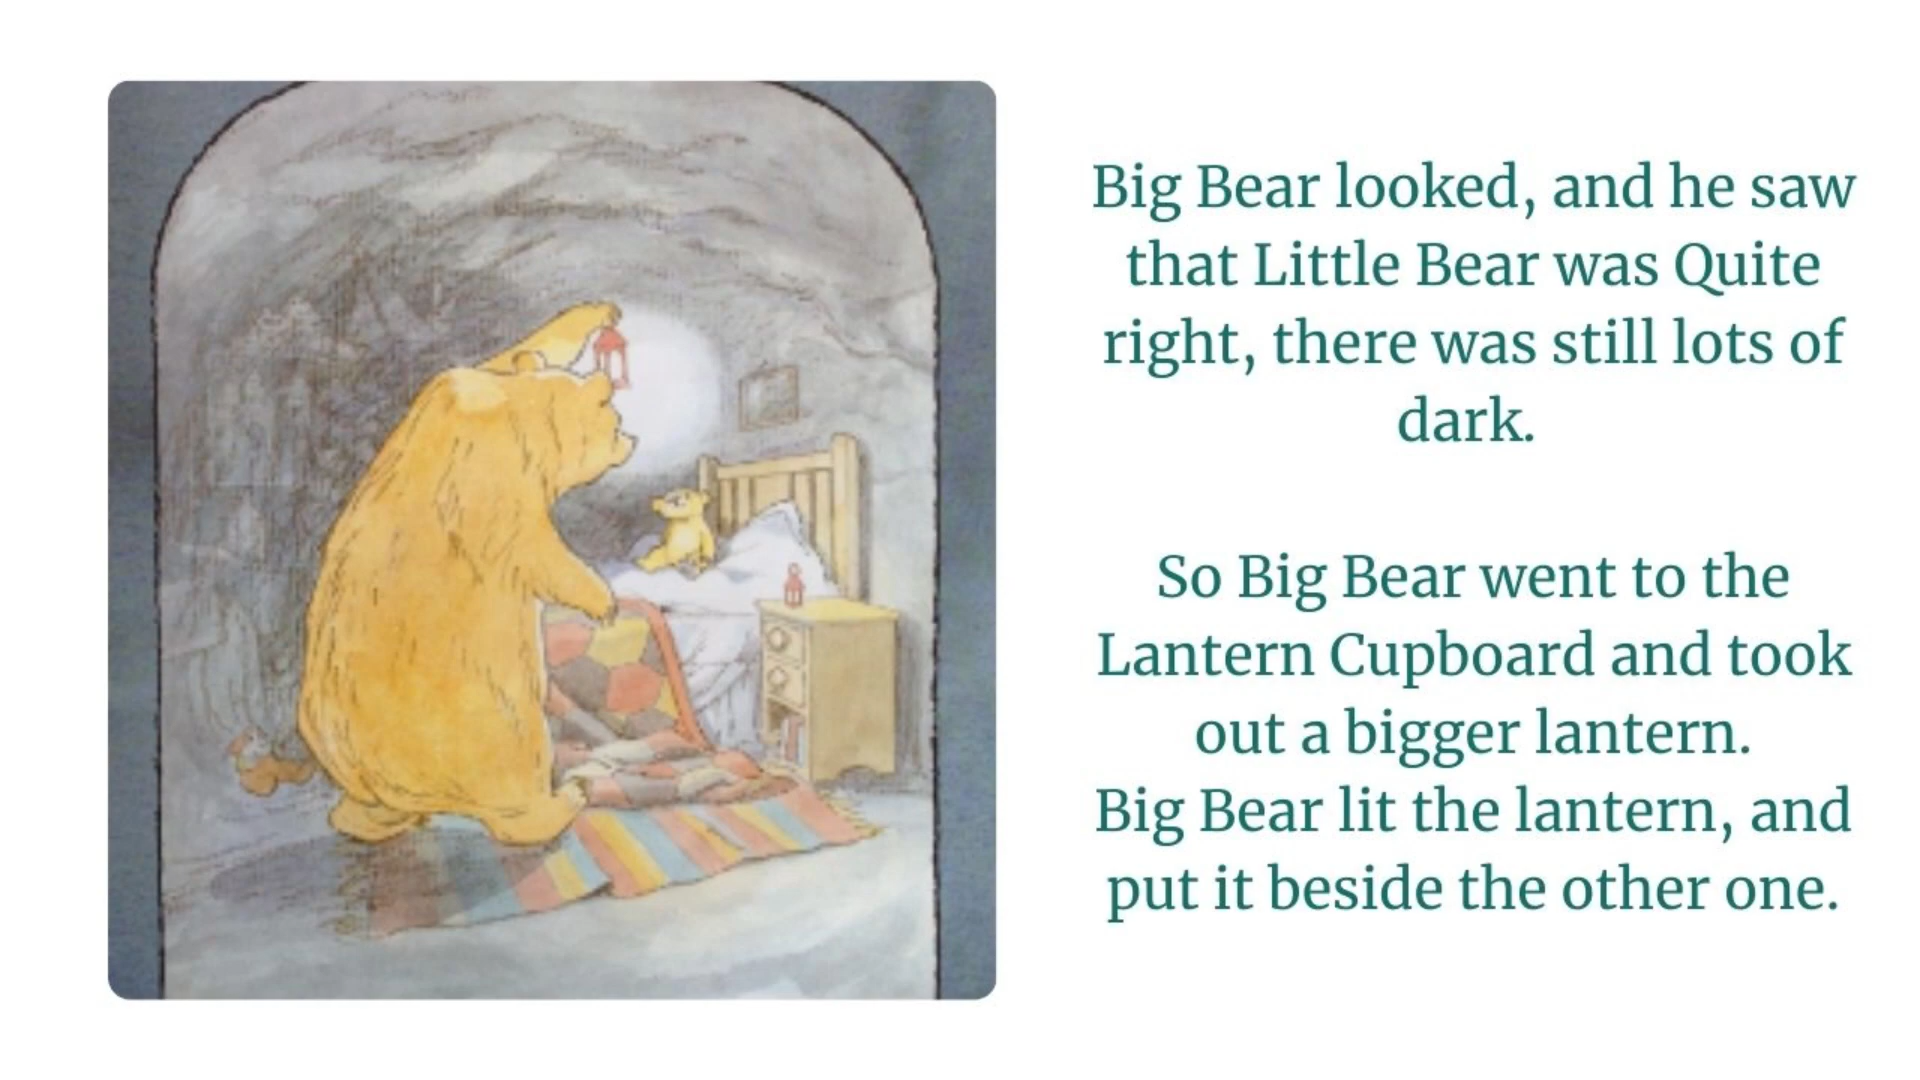 Big Bear looked, and he saw
that Little Bear was Quite
right, there was still lots of
dark.
So Big Bear went to the
Lantern Cupboard and took
out a bigger lantern.
Big Bear lit the lantern, and
put it beside the other one.